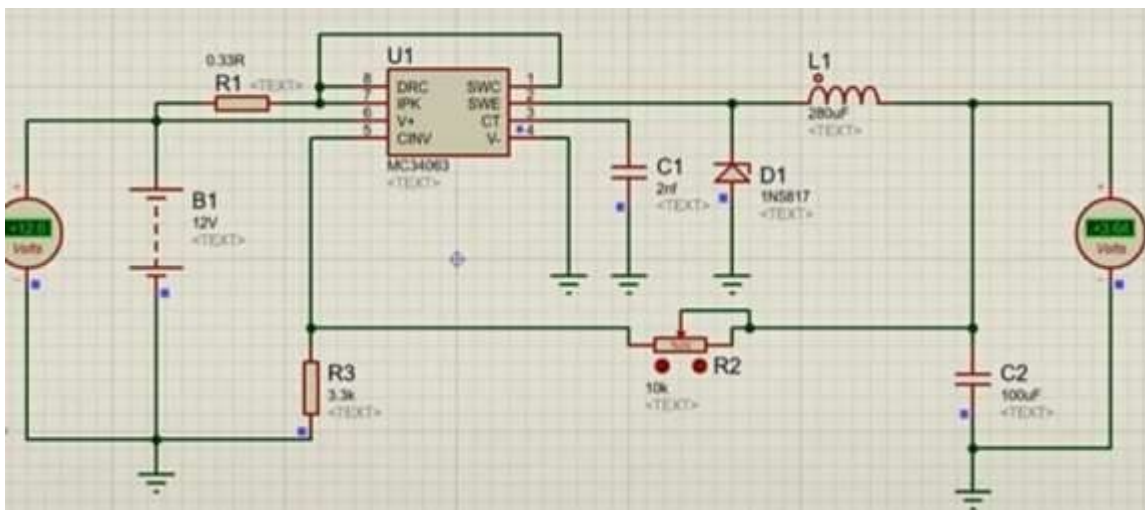 0.33R
R1 <TEXT>
U1
8 DRC SWC 1
7 IPK SWE 2
6 V+ CT 3
5 CINV V- 4
MC34063
<TEXT>
L1
280uF
<TEXT>
B1
12V
<TEXT>
C1
2nf
<TEXT>
D1
1N5817
<TEXT>
+12.0
Volts
Volts
R3
3.3k
<TEXT>
R2
10k
<TEXT>
C2
100uF
<TEXT>